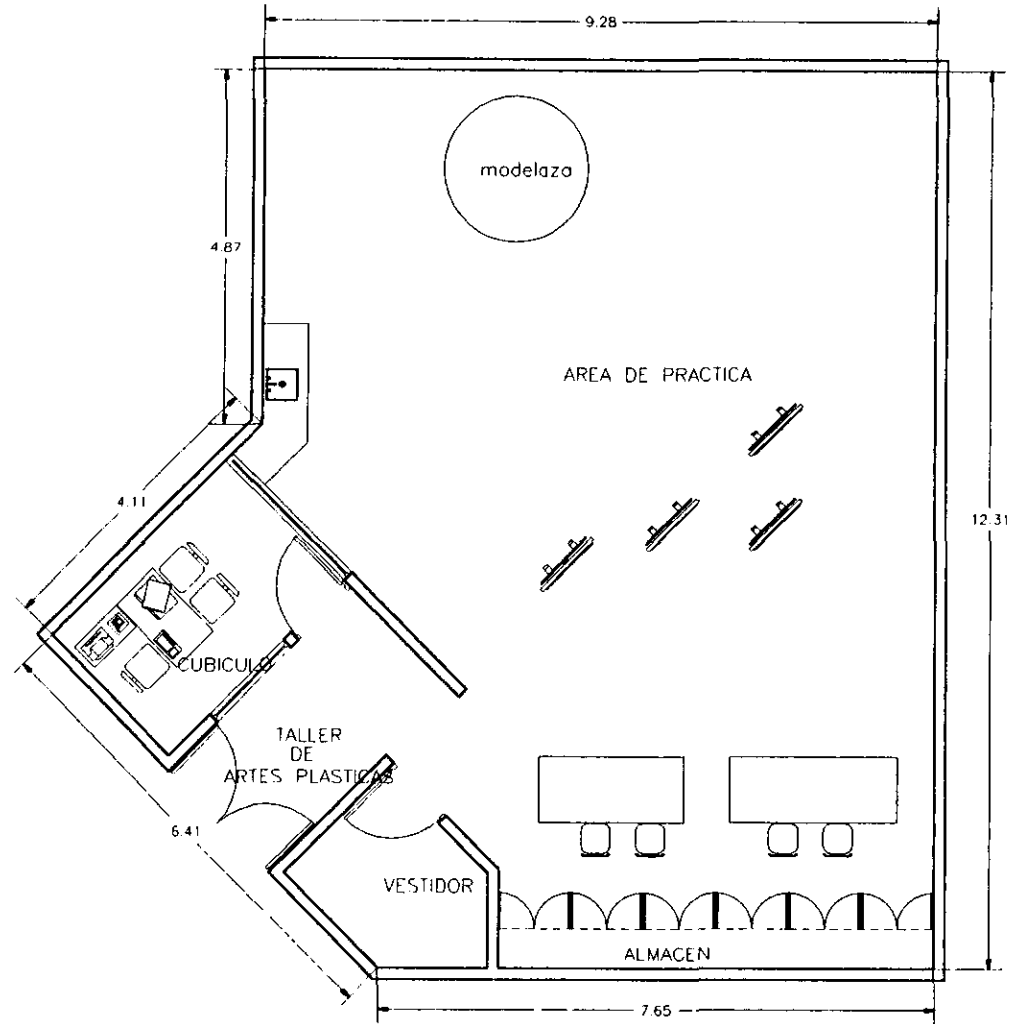 9.28
modelaza
4.87
AREA DE PRACTICA
4.11
12.31
CUBICULO
TALLER
DE
ARTES PLASTICAS
6.41
VESTIDOR
ALMACEN
7.65